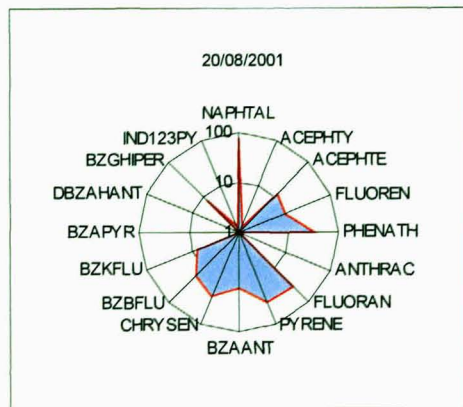 20/08/2001
NAPHTAL
IND123PY 100 ACEPHTY
BZGHIPER ACEPHTE
10
DBZAHANT FLUOREN
BZAPYR 1 PHENATH
BZKFLU ANTHRAC
BZBFLU FLUORAN
CHRYSEN PYRENE
BZAANT